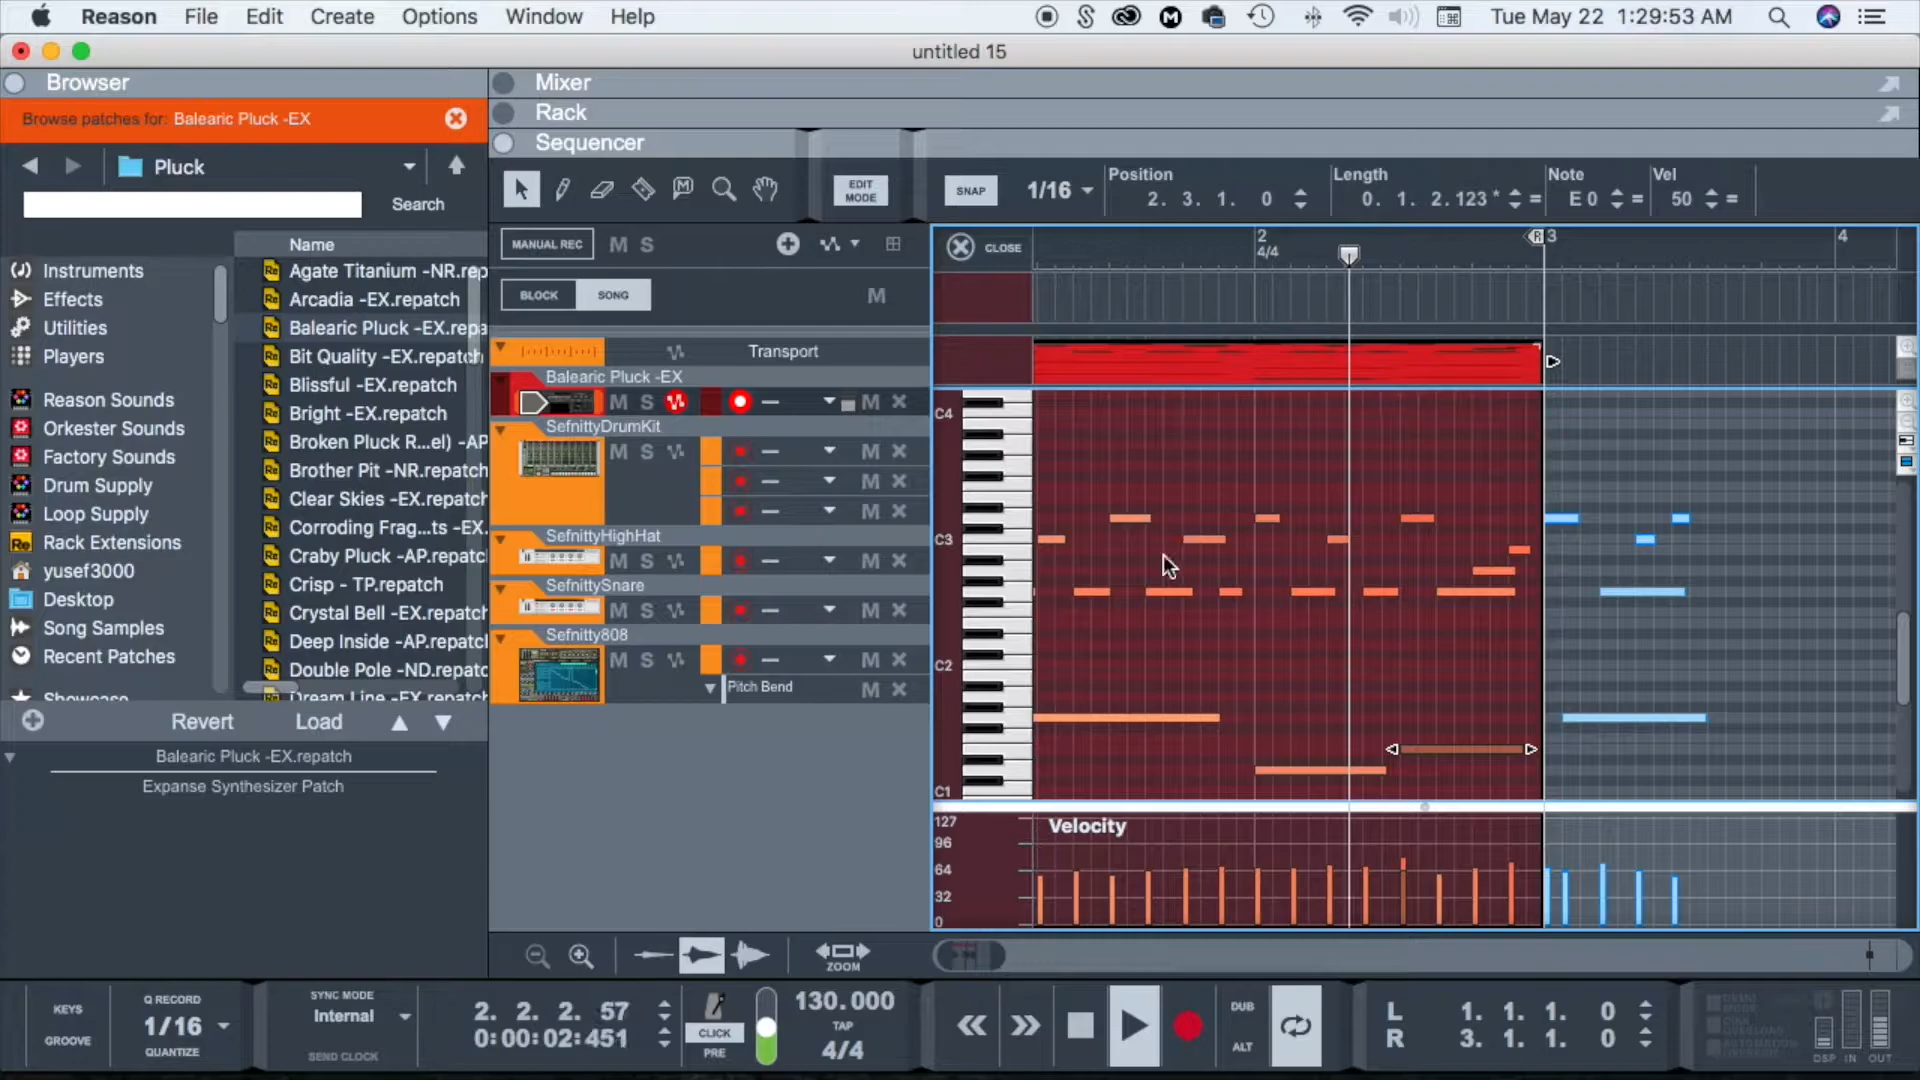 Reason File Edit Create Options Window Help Tue May 22 1:29:53 AM
untitled 15
Browser
Browse patches for: Balearic Pluck -EX
Pluck
Search
Name
Instruments
Effects
Utilities
Players
Reason Sounds
Orkester Sounds
Factory Sounds
Drum Supply
Loop Supply
Rack Extensions
yusef3000
Desktop
Song Samples
Recent Patches
Showcase
Agate Titanium -NR.rep
Arcadia -EX.repatch
Balearic Pluck -EX.repa
Bit Quality -EX.repatch
Blissful -EX.repatch
Bright -EX.repatch
Broken Pluck R...el) -AP
Brother Pit -NR.repatch
Clear Skies -EX.repatch
Corroding Frag...ts -EX.
Craby Pluck -AP.repatc
Crisp - TP.repatch
Crystal Bell -EX.repatch
Deep Inside -AP.repatc
Double Pole -ND.repatc
Dream Line -EX.repatch
Revert Load
Balearic Pluck -EX.repatch
Expanse Synthesizer Patch
Mixer
Rack
Sequencer
EDIT MODE
SNAP 1/16
Position
2. 3. 1. 0
Length
0. 1. 2.123 * =
Note
E 0 =
Vel
50 =
MANUAL REC M S
BLOCK SONG M
Transport
Balearic Pluck -EX
M S M
SefnittyDrumKit
M S M
M
M
SefnittyHighHat
M S M
SefnittySnare
M S M
Sefnitty808
M S M
Pitch Bend M
CLOSE
2
4/4
R 3
4
C4
C3
C2
C1
Velocity
127
96
64
32
0
ZOOM
KEYS
GROOVE
Q RECORD
1/16
QUANTIZE
SYNC MODE
Internal
SEND CLOCK
2. 2. 2. 57
0:00:02:451
CLICK
PRE
130.000
TAP
4/4
DUB
ALT
L 1. 1. 1. 0
R 3. 1. 1. 0
DSP IN OUT